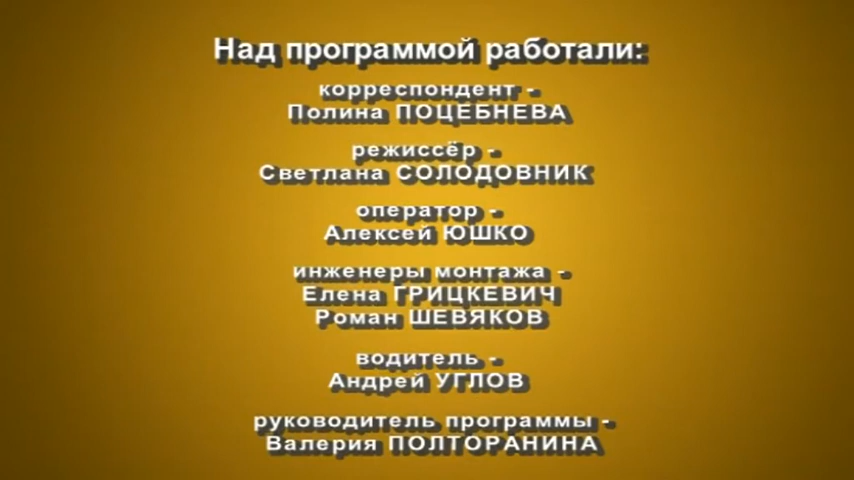 Над программой работали:
корреспондент -
Полина ПОЦЕБНЕВА
режиссёр -
Светлана СОЛОДОВНИК
оператор -
Алексей ЮШКО
инженеры монтажа -
Елена ГРИЦКЕВИЧ
Роман ШЕВЯКОВ
водитель -
Андрей УГЛОВ
руководитель программы -
Валерия ПОЛТОРАНИНА